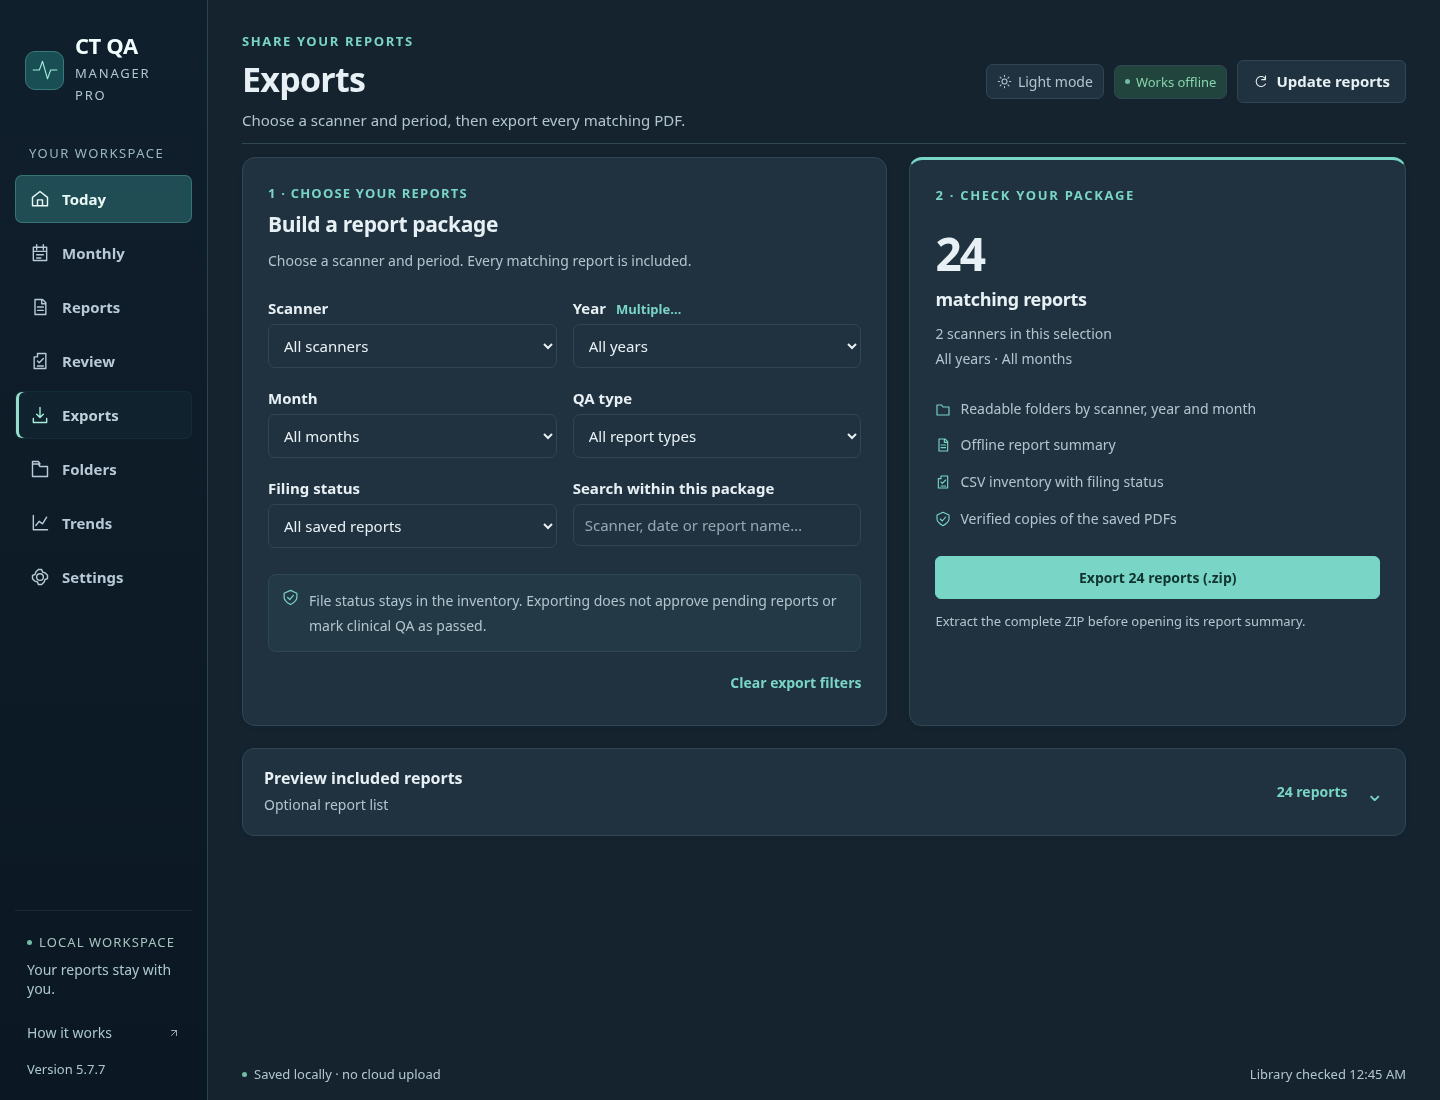 CT QA
MANAGER
PRO
YOUR WORKSPACE
Today
Monthly
Reports
Review
Exports
Folders
Trends
Settings
LOCAL WORKSPACE
Your reports stay with
you.
How it works
Version 5.7.7
SHARE YOUR REPORTS
Exports
Choose a scanner and period, then export every matching PDF.
Light mode
Works offline
Update reports
1 · CHOOSE YOUR REPORTS
Build a report package
Choose a scanner and period. Every matching report is included.
Scanner
All scanners
Year Multiple...
All years
Month
All months
QA type
All report types
Filing status
All saved reports
Search within this package
Scanner, date or report name...
File status stays in the inventory. Exporting does not approve pending reports or
mark clinical QA as passed.
Clear export filters
2 · CHECK YOUR PACKAGE
24
matching reports
2 scanners in this selection
All years · All months
Readable folders by scanner, year and month
Offline report summary
CSV inventory with filing status
Verified copies of the saved PDFs
Export 24 reports (.zip)
Extract the complete ZIP before opening its report summary.
Preview included reports
Optional report list
24 reports
Saved locally · no cloud upload
Library checked 12:45 AM